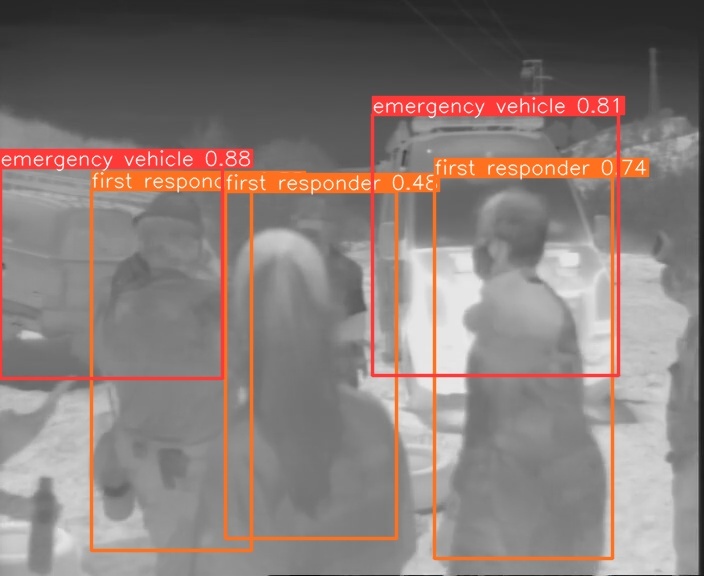 emergency vehicle 0.81
emergency vehicle 0.88
first responder 0.74
first respond
first responder 0.48